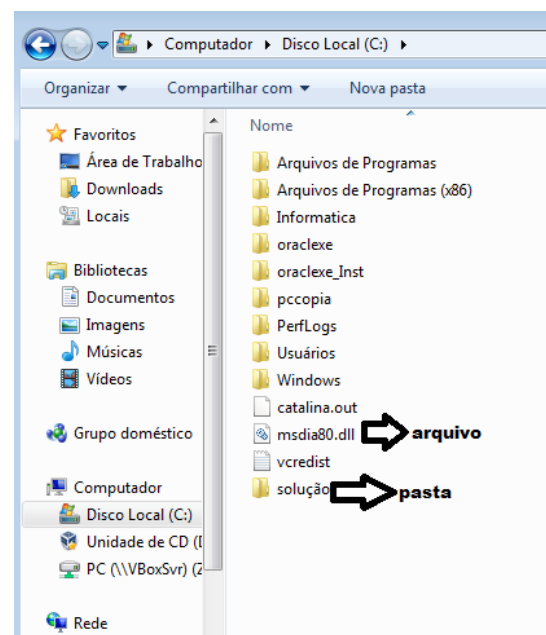 Computador ▸ Disco Local (C:) ▸
Organizar Compartilhar com Nova pasta
Favoritos
Área de Trabalho
Downloads
Locais
Bibliotecas
Documentos
Imagens
Músicas
Vídeos
Grupo doméstico
Computador
Disco Local (C:)
Unidade de CD (D
PC (\\VBoxSvr) (Z
Rede
Nome
Arquivos de Programas
Arquivos de Programas (x86)
Informatica
oraclexe
oraclexe_Inst
pccopia
PerfLogs
Usuários
Windows
catalina.out
msdia80.dll arquivo
vcredist
solução pasta